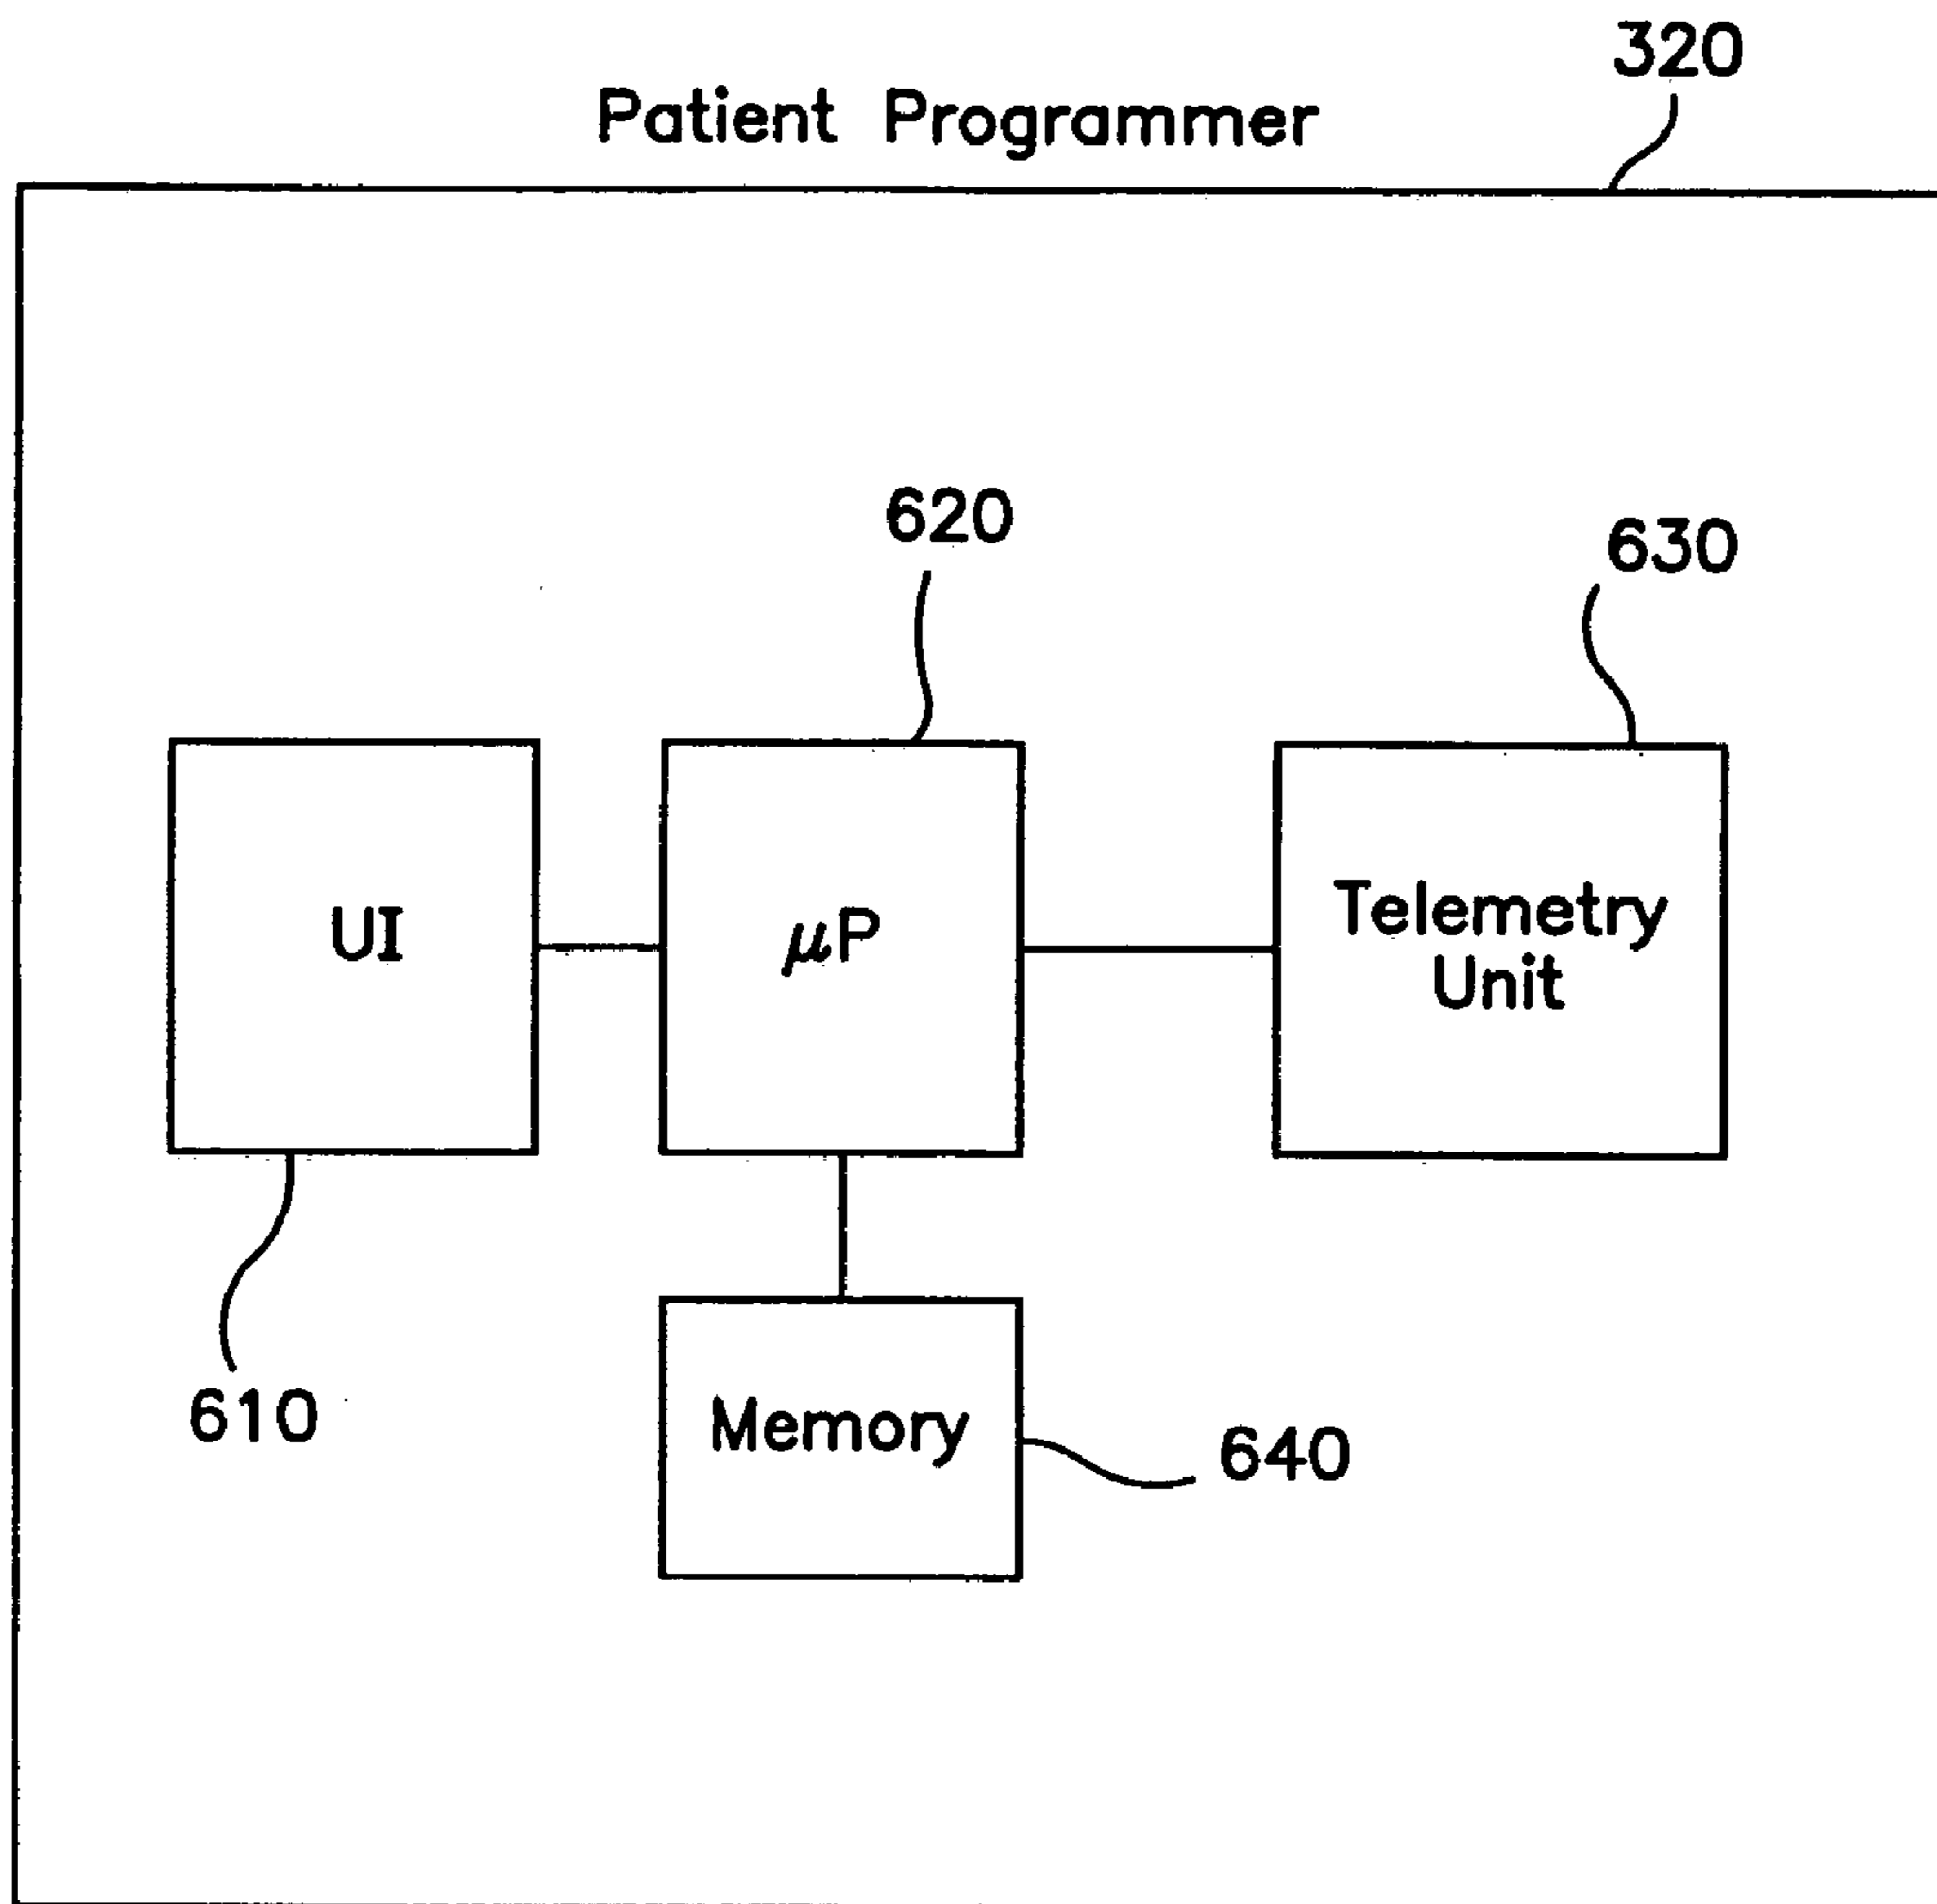 320
Patient Programmer
620
630
UI
μP
Telemetry
Unit
610
Memory
640